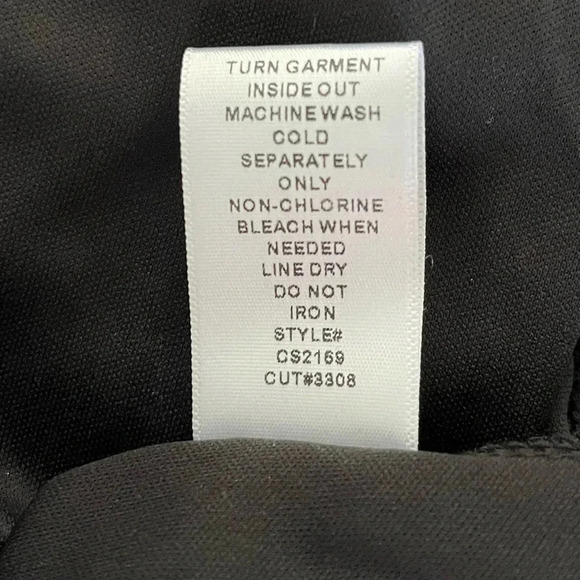 TURN GARMENT
INSIDE OUT
MACHINE WASH
COLD
SEPARATELY
ONLY
NON-CHLORINE
BLEACH WHEN
NEEDED
LINE DRY
DO NOT
IRON
STYLE#
CS2169
CUT#3308